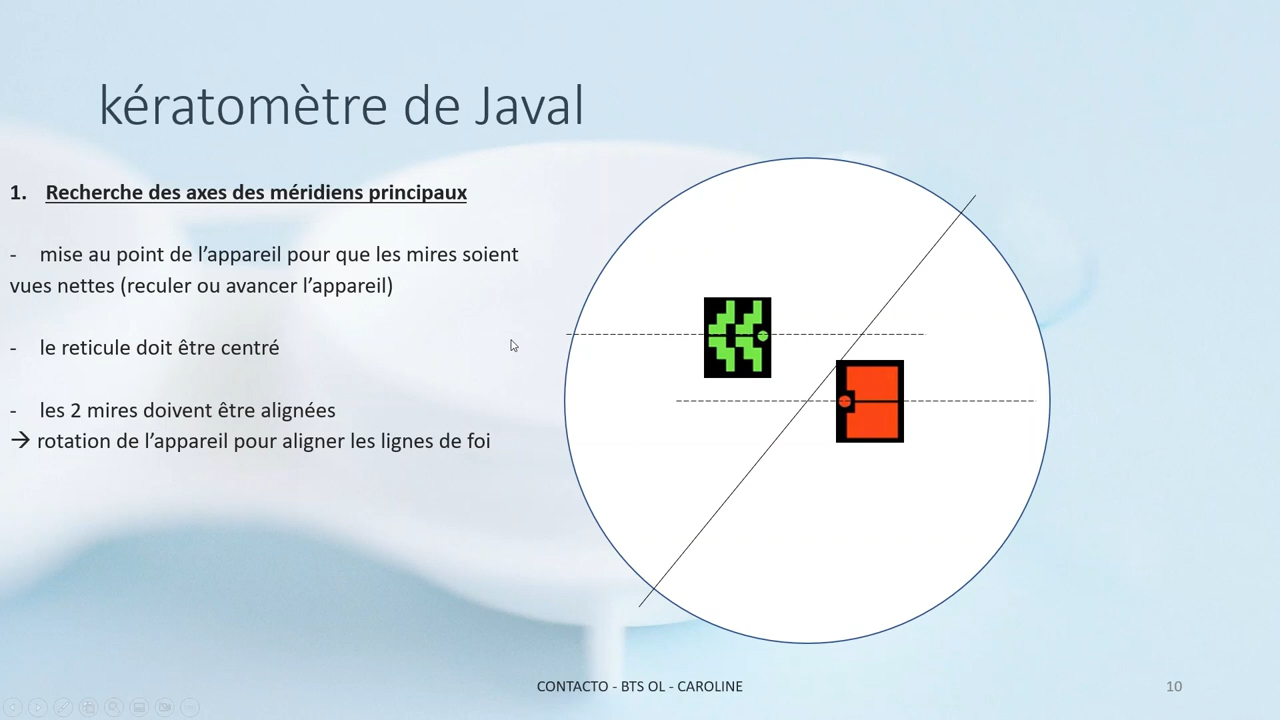 kératomètre de Javal
1. Recherche des axes des méridiens principaux
- mise au point de l’appareil pour que les mires soient
vues nettes (reculer ou avancer l’appareil)
- le reticule doit être centré
- les 2 mires doivent être alignées
→ rotation de l’appareil pour aligner les lignes de foi
CONTACTO - BTS OL - CAROLINE
10